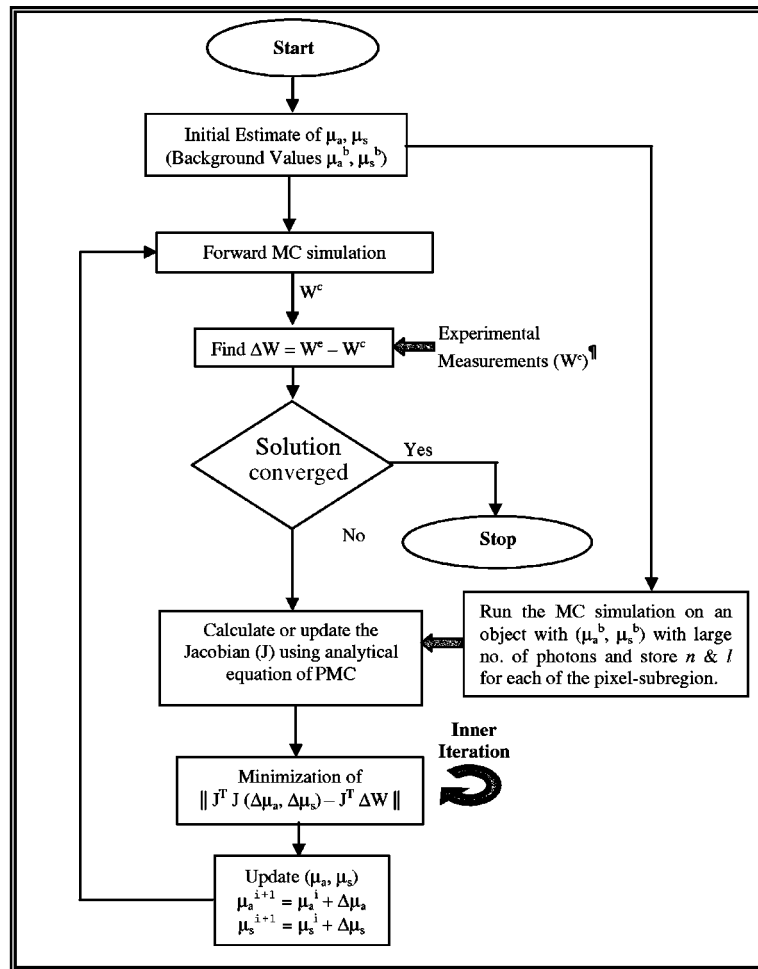 Start
Initial Estimate of μₐ, μₛ
(Background Values μₐᵇ, μₛᵇ)
Forward MC simulation
Wᶜ
Find ΔW = Wᵉ – Wᶜ
Experimental
Measurements (Wᵉ)¶
Solution
converged
Yes
No
Stop
Calculate or update the
Jacobian (J) using analytical
equation of PMC
Run the MC simulation on an
object with (μₐᵇ, μₛᵇ) with large
no. of photons and store n & l
for each of the pixel-subregion.
Inner
Iteration
Minimization of
‖ Jᵀ J (Δμₐ, Δμₛ) – Jᵀ ΔW ‖
Update (μₐ, μₛ)
μₐⁱ⁺¹ = μₐⁱ + Δμₐ
μₛⁱ⁺¹ = μₛⁱ + Δμₛ